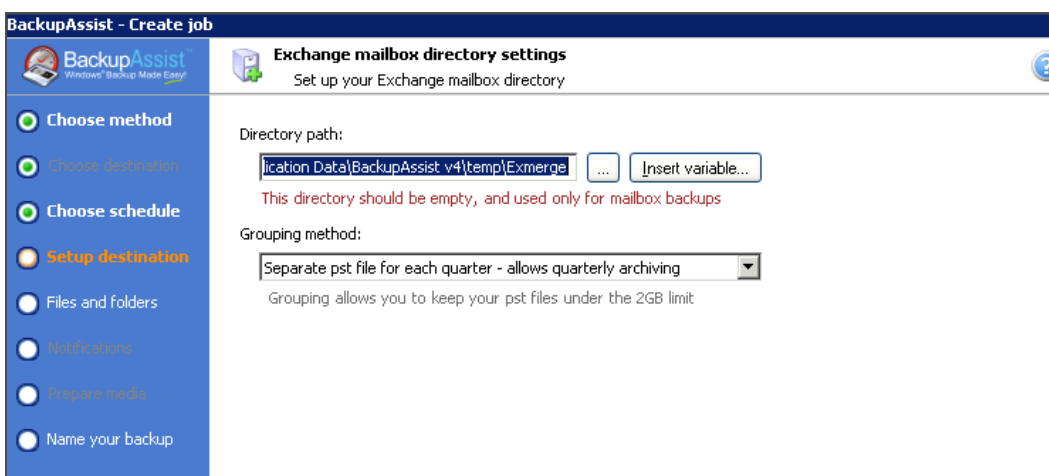 BackupAssist - Create job
BackupAssist™
Windows® Backup Made Easy!
Exchange mailbox directory settings
Set up your Exchange mailbox directory
?
Choose method
Choose destination
Choose schedule
Setup destination
Files and folders
Notifications
Prepare media
Name your backup
Directory path:
ication Data\BackupAssist v4\temp\Exmerge
...
Insert variable...
This directory should be empty, and used only for mailbox backups
Grouping method:
Separate pst file for each quarter - allows quarterly archiving
Grouping allows you to keep your pst files under the 2GB limit